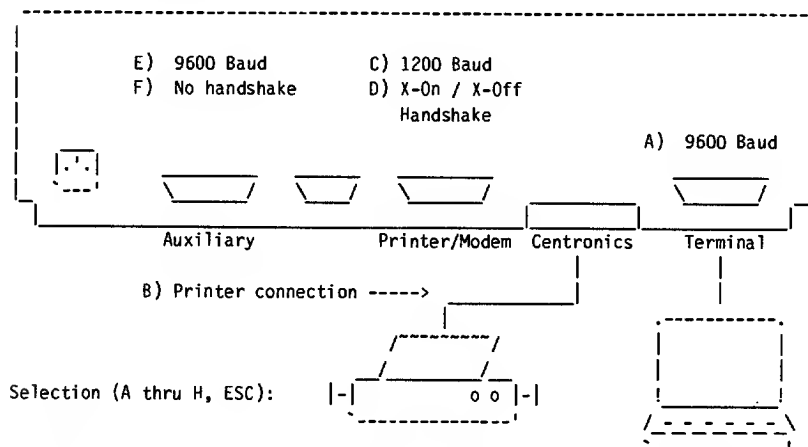 E) 9600 Baud C) 1200 Baud
F) No handshake D) X-On / X-Off
Handshake
A) 9600 Baud
Auxiliary Printer/Modem Centronics Terminal
B) Printer connection ----->
Selection (A thru H, ESC):